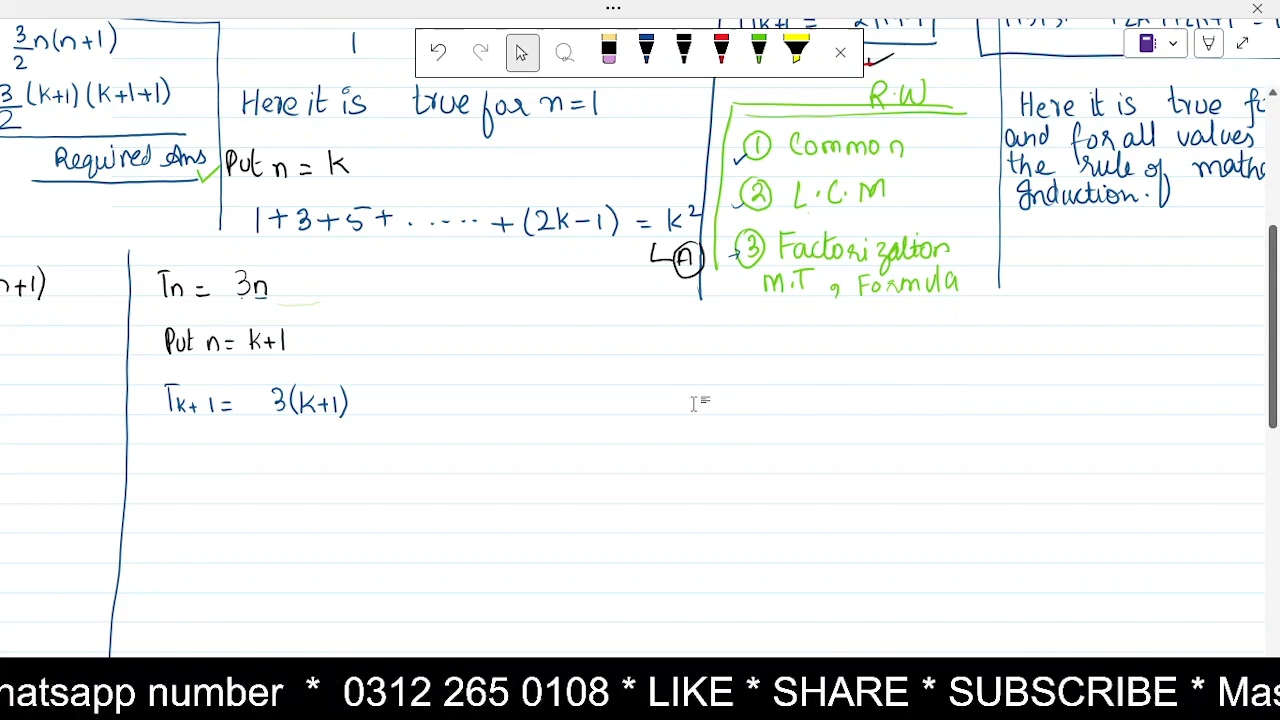 3/2 n(n+1)
3/2 (k+1)(k+1+1)
Required Ans
1
Here it is true for n=1
Put n = k
1+3+5+ ...... +(2k-1) = k²
A
R.W
① Common
② L.C.M
③ Factorization
M.T, Formula
Here it is true
and for all values
the rule of
Induction.
n+1)
Tn = 3n
Put n= k+1
Tk+1= 3(k+1)
hatsapp number * 0312 265 0108 * LIKE * SHARE * SUBSCRIBE * Mas